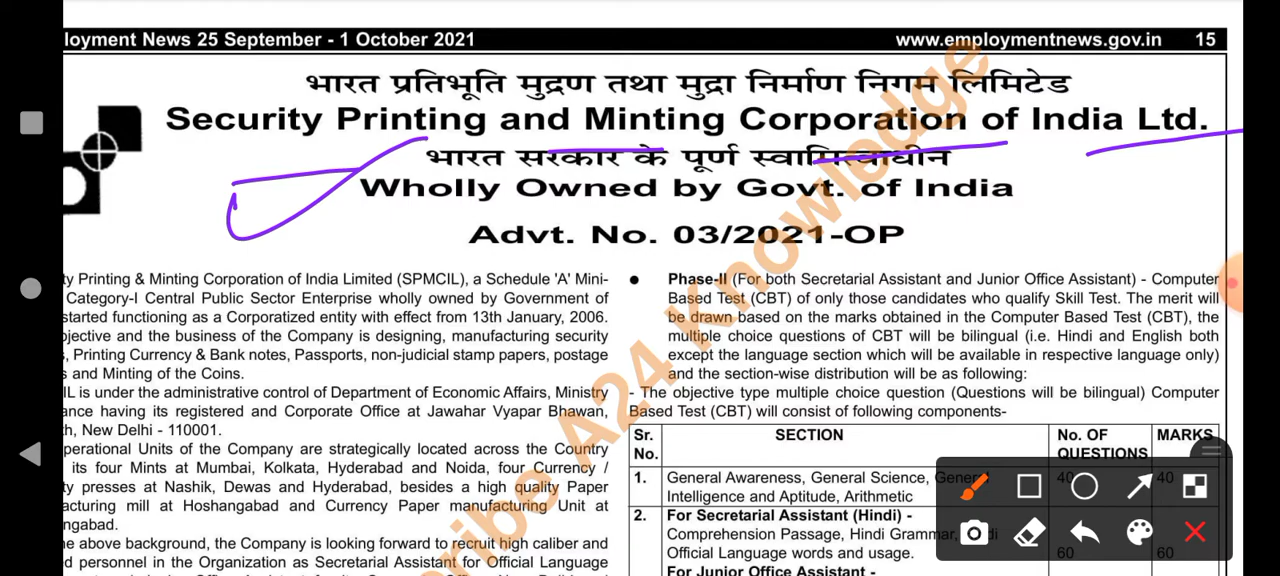 loyment News 25 September - 1 October 2021
www.employmentnews.gov.in 15
भारत प्रतिभूति मुद्रण तथा मुद्रा निर्माण निगम लिमिटेड
Security Printing and Minting Corporation of India Ltd.
भारत सरकार के पूर्ण स्वामित्वाधीन
Wholly Owned by Govt. of India
Advt. No. 03/2021-OP
ty Printing & Minting Corporation of India Limited (SPMCIL), a Schedule 'A' Mini-
Category-I Central Public Sector Enterprise wholly owned by Government of
started functioning as a Corporatized entity with effect from 13th January, 2006.
bjective and the business of the Company is designing, manufacturing security
s, Printing Currency & Bank notes, Passports, non-judicial stamp papers, postage
s and Minting of the Coins.
IL is under the administrative control of Department of Economic Affairs, Ministry
ance having its registered and Corporate Office at Jawahar Vyapar Bhawan,
th, New Delhi - 110001.
perational Units of the Company are strategically located across the Country
its four Mints at Mumbai, Kolkata, Hyderabad and Noida, four Currency /
ty presses at Nashik, Dewas and Hyderabad, besides a high quality Paper
acturing mill at Hoshangabad and Currency Paper manufacturing Unit at
ngabad.
he above background, the Company is looking forward to recruit high caliber and
d personnel in the Organization as Secretarial Assistant for Official Language
• Phase-II (For both Secretarial Assistant and Junior Office Assistant) - Computer
Based Test (CBT) of only those candidates who qualify Skill Test. The merit will
be drawn based on the marks obtained in the Computer Based Test (CBT), the
multiple choice questions of CBT will be bilingual (i.e. Hindi and English both
except the language section which will be available in respective language only)
and the section-wise distribution will be as following:
- The objective type multiple choice question (Questions will be bilingual) Computer
Based Test (CBT) will consist of following components-
Sr. No. SECTION No. OF QUESTIONS MARKS
1. General Awareness, General Science, General 40 40
Intelligence and Aptitude, Arithmetic
2. For Secretarial Assistant (Hindi) -
Comprehension Passage, Hindi Grammar,
Official Language words and usage. 60 60
For Junior Office Assistant -
cribe A24 Knowledge